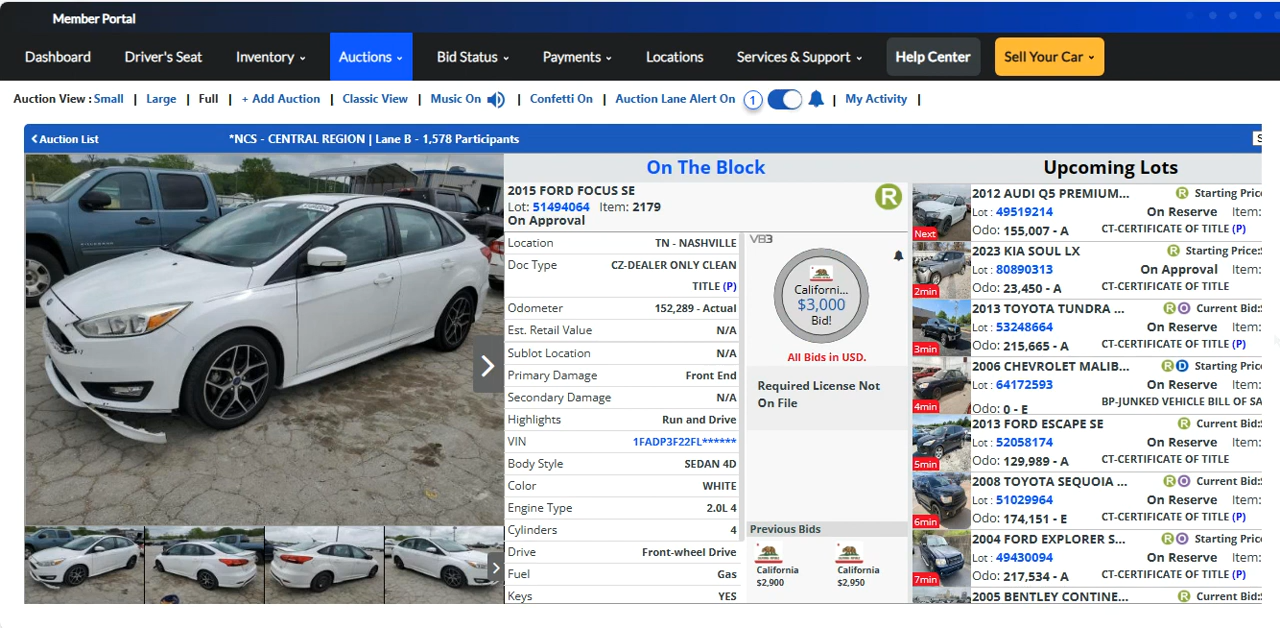 Member Portal
Dashboard Driver's Seat Inventory Auctions Bid Status Payments Locations Services & Support Help Center Sell Your Car
Auction View : Small | Large | Full | + Add Auction | Classic View | Music On | Confetti On | Auction Lane Alert On 1 | My Activity |
Auction List
*NCS - CENTRAL REGION | Lane B - 1,578 Participants
On The Block
2015 FORD FOCUS SE
Lot: 51494064 Item: 2179
On Approval
R
Location TN - NASHVILLE
Doc Type CZ-DEALER ONLY CLEAN
TITLE (P)
Odometer 152,289 - Actual
Est. Retail Value N/A
Sublot Location N/A
Primary Damage Front End
Secondary Damage N/A
Highlights Run and Drive
VIN 1FADP3F22FL******
Body Style SEDAN 4D
Color WHITE
Engine Type 2.0L 4
Cylinders 4
Drive Front-wheel Drive
Fuel Gas
Keys YES
VB3
Californi...
$3,000
Bid!
All Bids in USD.
Required License Not
On File
Previous Bids
California
$2,900
California
$2,950
Upcoming Lots
2012 AUDI Q5 PREMIUM... R Starting Price
Lot : 49519214 On Reserve Item:
Next
Odo: 155,007 - A CT-CERTIFICATE OF TITLE (P)
2023 KIA SOUL LX R Starting Price:
Lot : 80890313 On Approval Item:
2min
Odo: 23,450 - A CT-CERTIFICATE OF TITLE
2013 TOYOTA TUNDRA ... R O Current Bid:
Lot : 53248664 On Reserve Item:
3min
Odo: 215,665 - A CT-CERTIFICATE OF TITLE (P)
2006 CHEVROLET MALIB... R D Starting Price
Lot : 64172593 On Reserve Item:
4min
Odo: 0 - E BP-JUNKED VEHICLE BILL OF SA
2013 FORD ESCAPE SE R Current Bid:
Lot : 52058174 On Reserve Item:
5min
Odo: 129,989 - A CT-CERTIFICATE OF TITLE
2008 TOYOTA SEQUOIA ... R O Current Bid:
Lot : 51029964 On Reserve Item:
6min
Odo: 174,151 - E CT-CERTIFICATE OF TITLE (P)
2004 FORD EXPLORER S... R O Starting Price
Lot : 49430094 On Reserve Item:
7min
Odo: 217,534 - A CT-CERTIFICATE OF TITLE (P)
2005 BENTLEY CONTINE... R Current Bid: